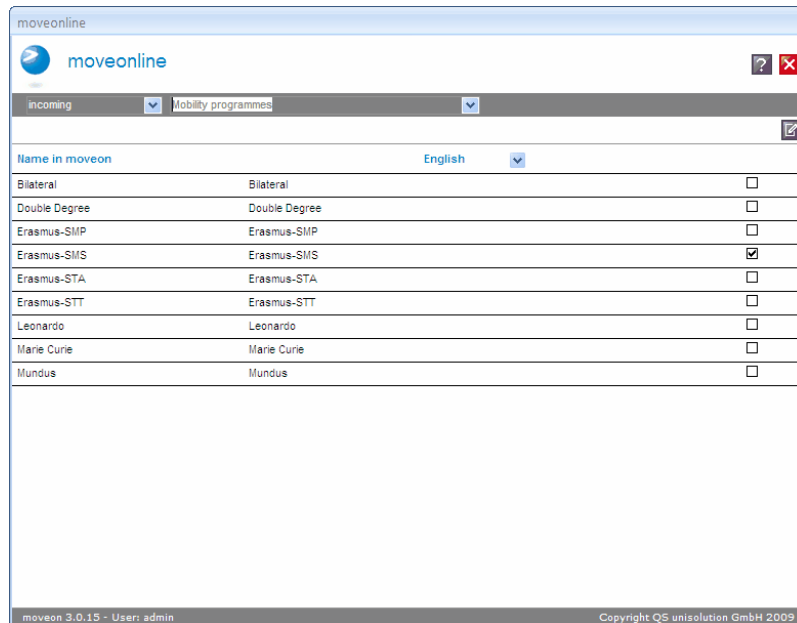 moveonline
moveonline
?
incoming Mobility programmes
Name in moveon English
Bilateral Bilateral
Double Degree Double Degree
Erasmus-SMP Erasmus-SMP
Erasmus-SMS Erasmus-SMS
Erasmus-STA Erasmus-STA
Erasmus-STT Erasmus-STT
Leonardo Leonardo
Marie Curie Marie Curie
Mundus Mundus
moveon 3.0.15 - User: admin Copyright QS unisolution GmbH 2009